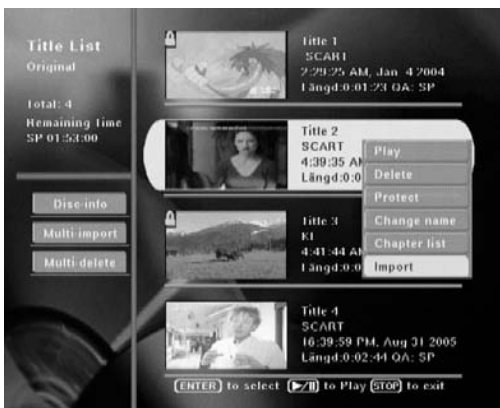 Title List
Original
Total: 4
Remaining Time
SP 01:53:00
Disc-info
Multi import
Multi delete
Title 1
SCART
2:29:25 AM, Jan 4 2004
Längd:0:01:23 QA: SP
Title 2
SCART
4:39:35 AM
Längd:0:0
Play
Delete
Protect
Change name
Chapter list
Import
Title 3
4:41:44 AM
Längd:0:0
Title 4
SCART
16:39:59 PM, Aug 31 2005
Längd:0:02:44 QA: SP
ENTER to select ▶/II to Play STOP to exit